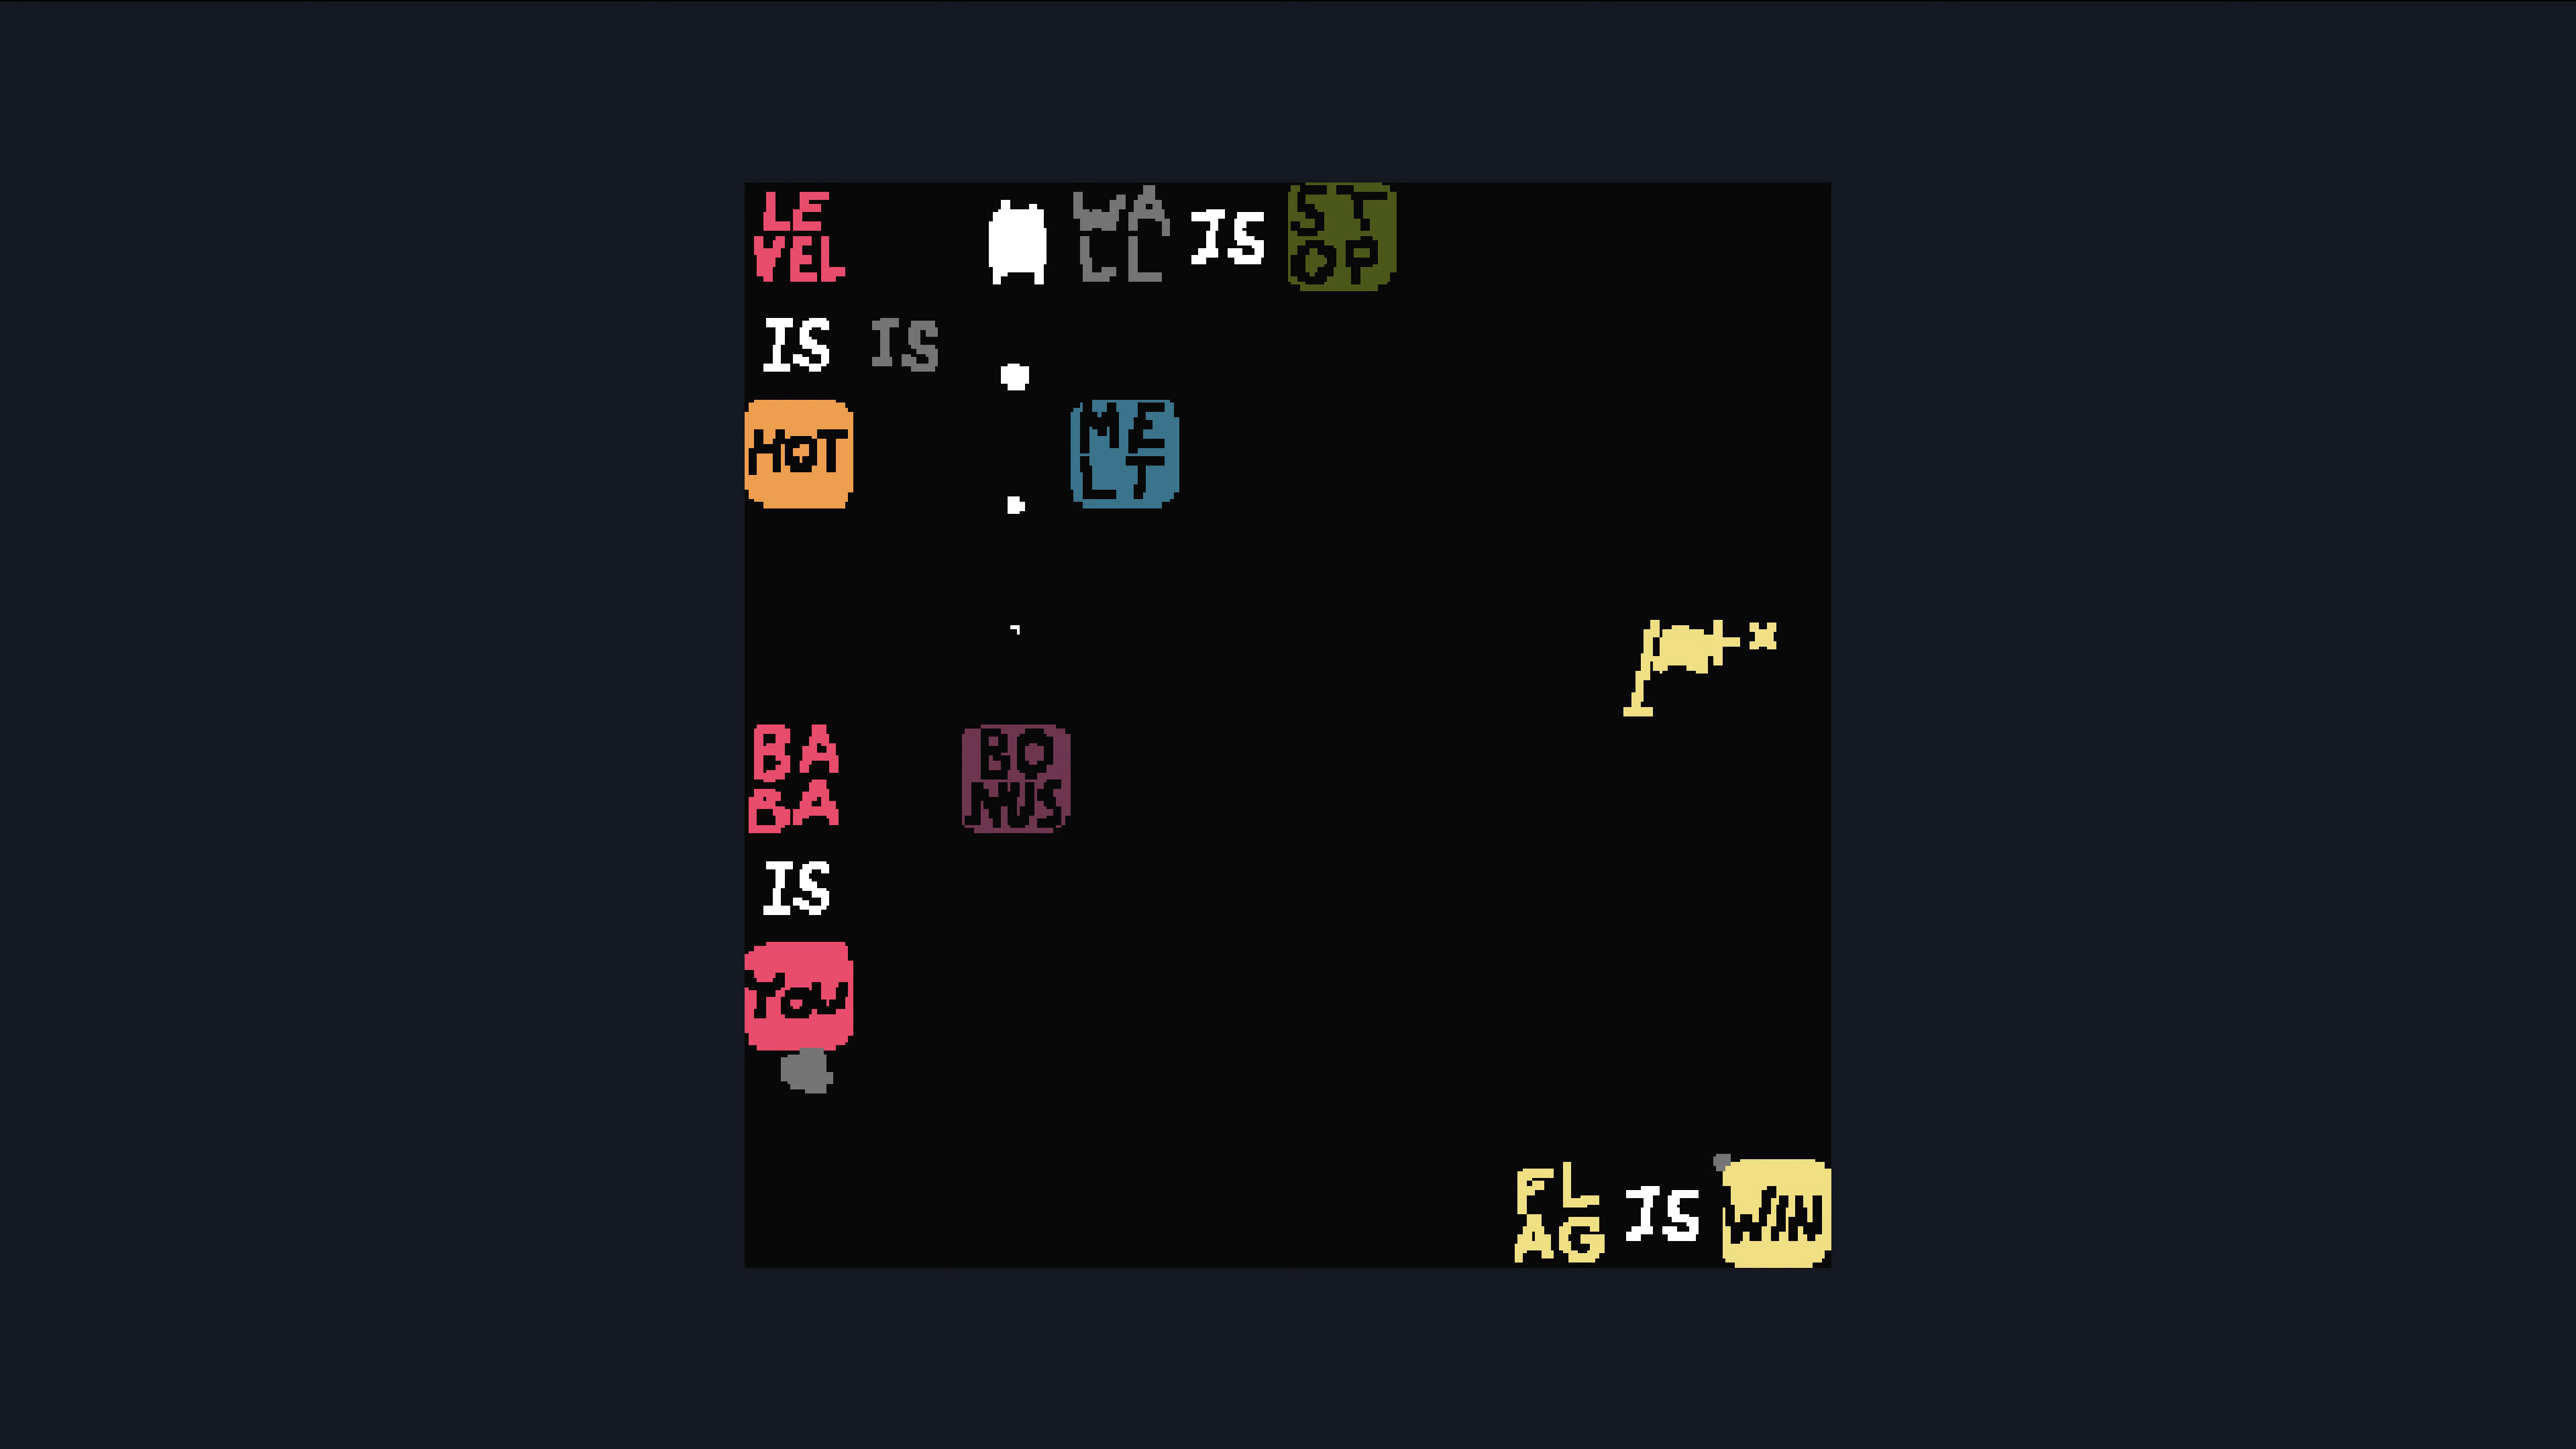 LEVEL WALL IS STOP
IS IS
HOT MELT
BABA BONUS
IS
YOU
FLAG IS WIN